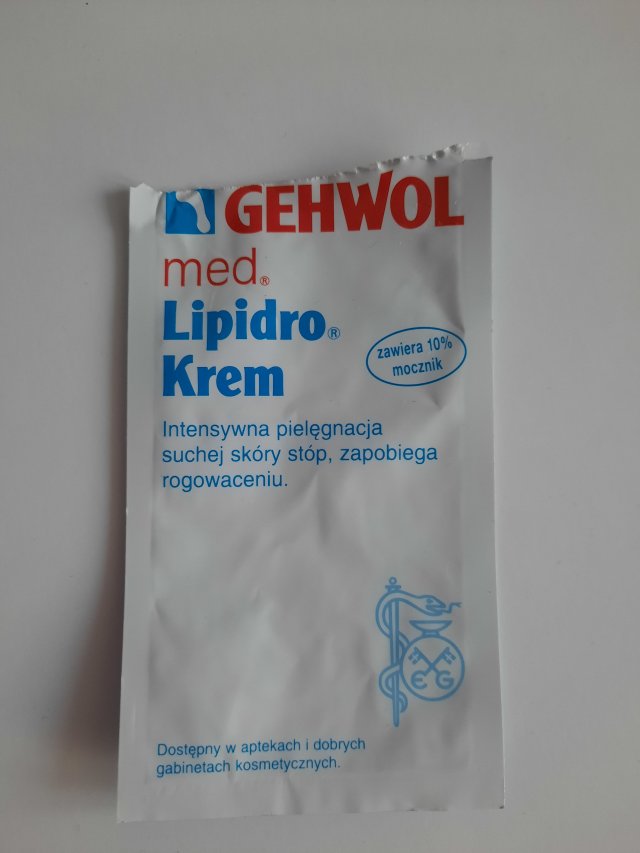 GEHWOL
med.®
Lipidro®
Krem
zawiera 10%
mocznik
Intensywna pielęgnacja
suchej skóry stóp, zapobiega
rogowaceniu.
E G
Dostępny w aptekach i dobrych
gabinetach kosmetycznych.